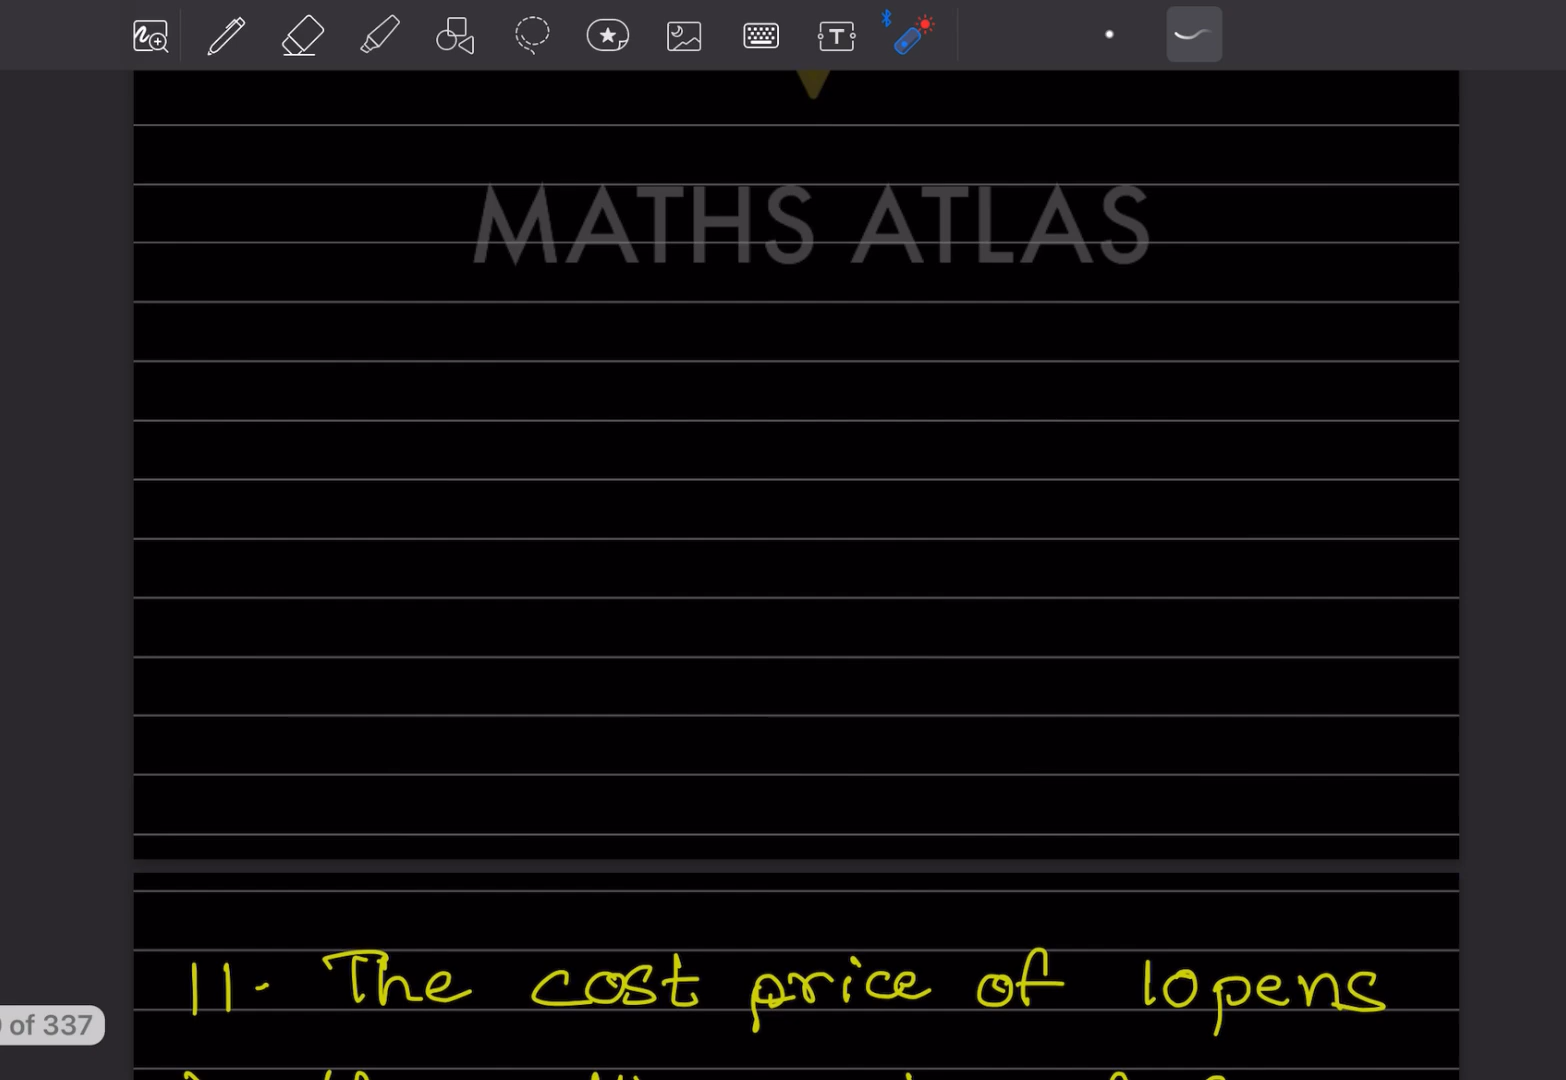 MATHS ATLAS
11. The cost price of 10pens
of 337